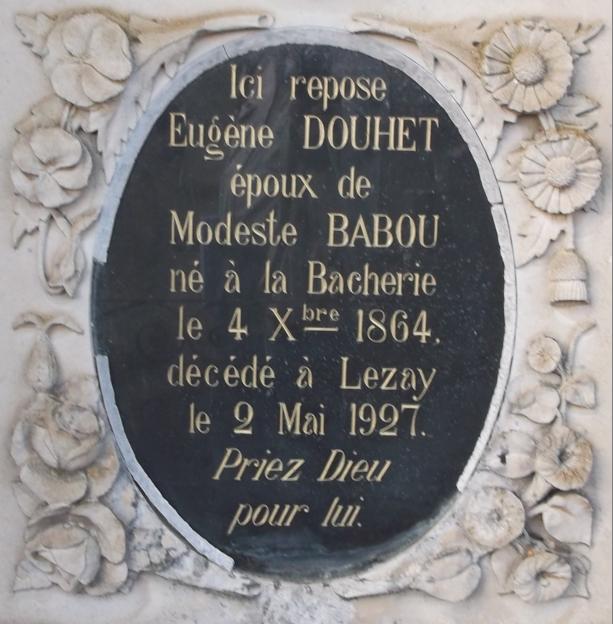 Ici repose
Eugène DOUHET
époux de
Modeste BABOU
né à la Bacherie
le 4 Xbre 1864.
décédé à Lezay
le 2 Mai 1927.
Priez Dieu
pour lui.